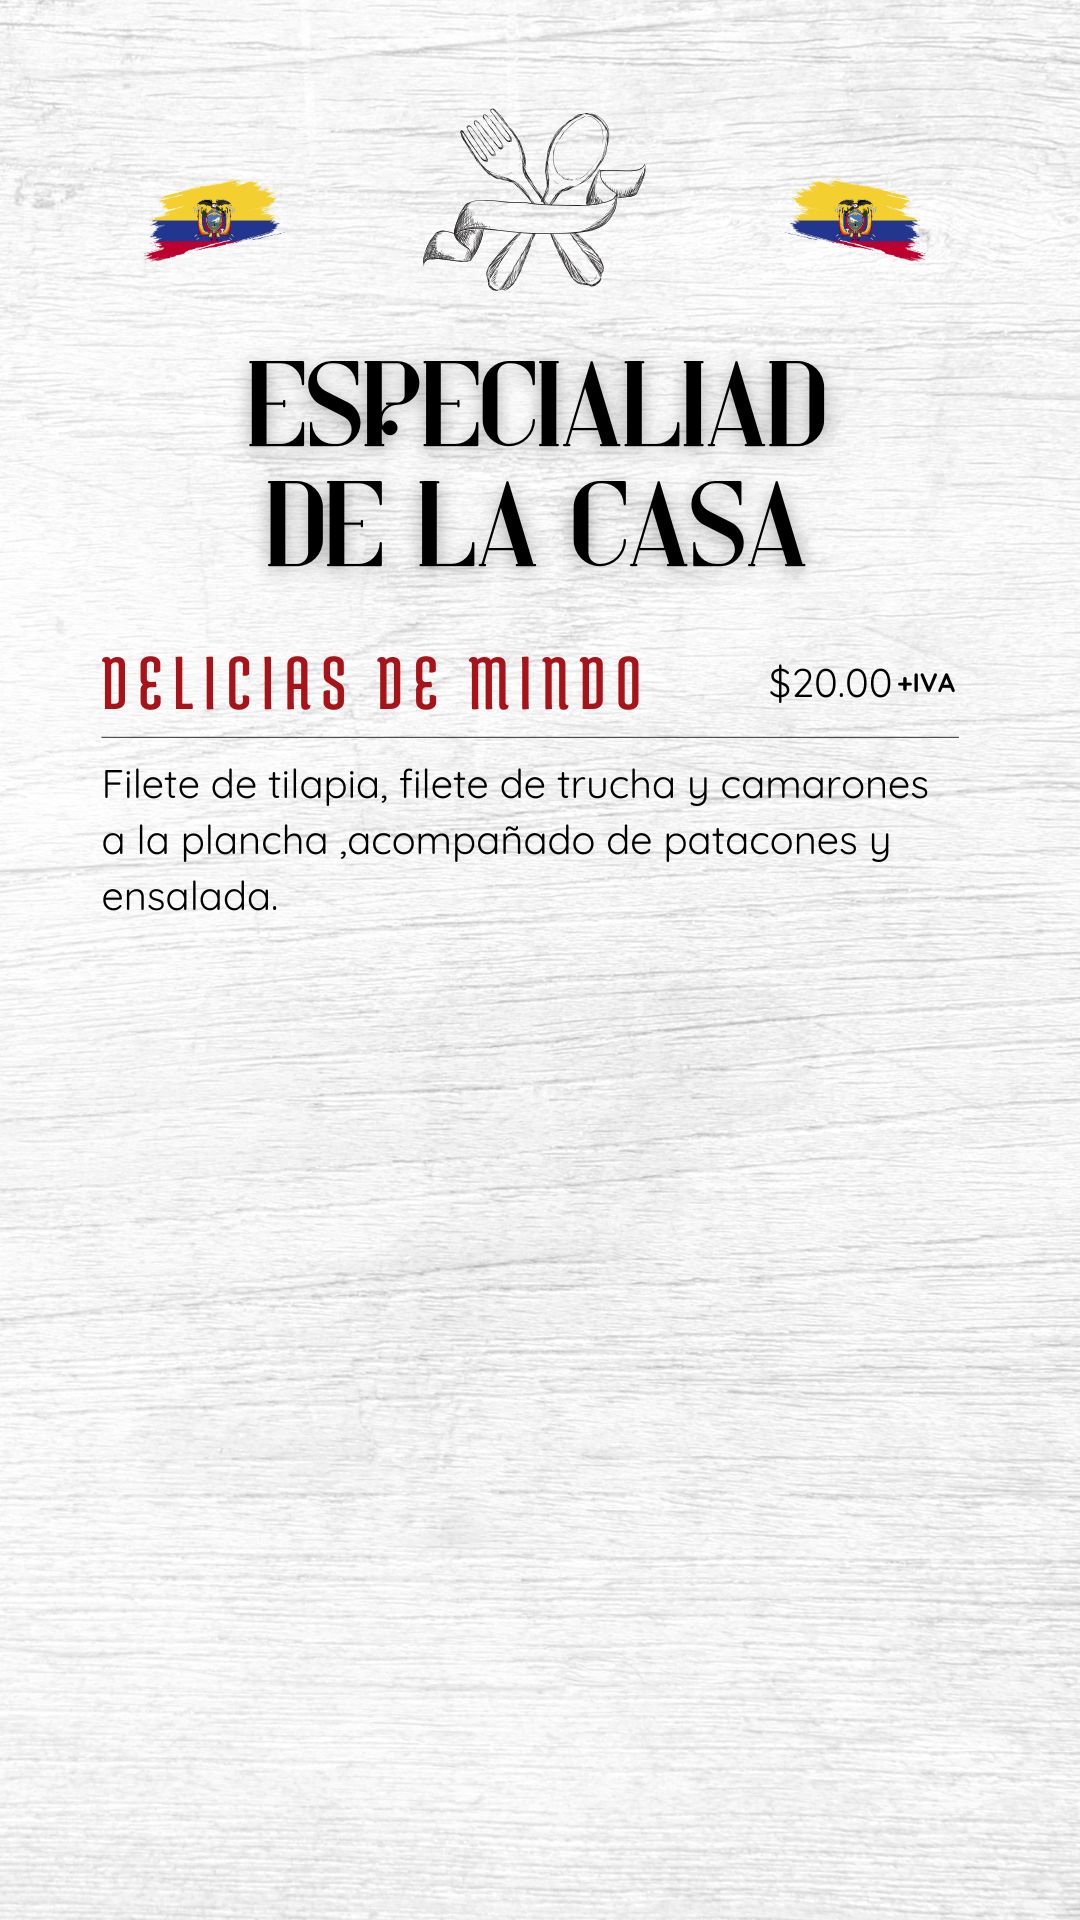 ESPECIALIAD
DE LA CASA
DELICIAS DE MINDO $20.00 +IVA
Filete de tilapia, filete de trucha y camarones
a la plancha ,acompañado de patacones y
ensalada.